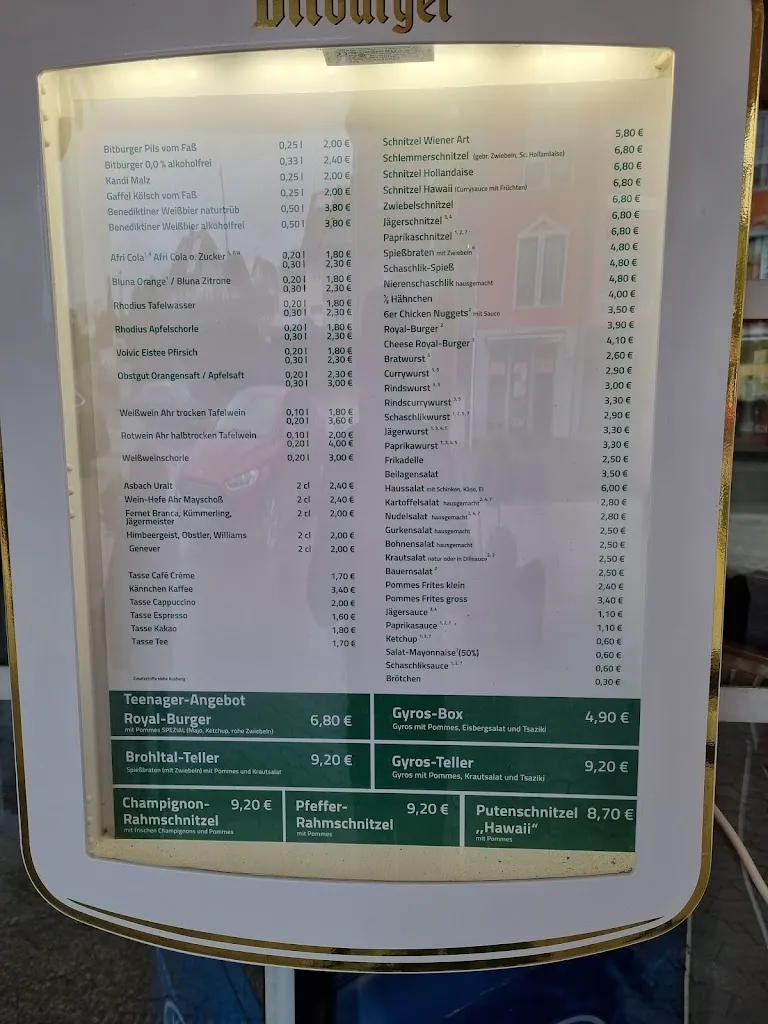 Bitburger
Bitburger Pils vom Faß 0,25 l 2,00 €
Bitburger 0,0 % alkoholfrei 0,33 l 2,40 €
Kandi Malz 0,25 l 2,00 €
Gaffel Kölsch vom Faß 0,25 l 2,00 €
Benediktiner Weißbier naturtrüb 0,50 l 3,80 €
Benediktiner Weißbier alkoholfrei 0,50 l 3,80 €
Afri Cola Afri Cola o. Zucker 0,20 l 1,80 €
0,30 l 2,30 €
Bluna Orange / Bluna Zitrone 0,20 l 1,80 €
0,30 l 2,30 €
Rhodius Tafelwasser 0,20 l 1,80 €
0,30 l 2,30 €
Rhodius Apfelschorle 0,20 l 1,80 €
0,30 l 2,30 €
Volvic Eistee Pfirsich 0,20 l 1,80 €
0,30 l 2,30 €
Obstgut Orangensaft / Apfelsaft 0,20 l 2,30 €
0,30 l 3,00 €
Weißwein Ahr trocken Tafelwein 0,10 l 1,80 €
0,20 l 3,60 €
Rotwein Ahr halbtrocken Tafelwein 0,10 l 2,00 €
0,20 l 4,00 €
Weißweinschorle 0,20 l 3,00 €
Asbach Uralt 2 cl 2,40 €
Wein-Hefe Ahr Mayschoß 2 cl 2,40 €
Fernet Branca, Kümmerling, 2 cl 2,00 €
Jägermeister
Himbeergeist, Obstler, Williams 2 cl 2,00 €
Genever 2 cl 2,00 €
Tasse Café Crème 1,70 €
Kännchen Kaffee 3,40 €
Tasse Cappuccino 2,00 €
Tasse Espresso 1,60 €
Tasse Kakao 1,80 €
Tasse Tee 1,70 €
Zusatzstoffe siehe Aushang
Schnitzel Wiener Art 5,80 €
Schlemmerschnitzel (gebr. Zwiebeln, Sc. Hollandaise) 6,80 €
Schnitzel Hollandaise 6,80 €
Schnitzel Hawaii (Currysauce mit Früchten) 6,80 €
Zwiebelschnitzel 6,80 €
Jägerschnitzel 3,4 6,80 €
Paprikaschnitzel 1, 2, 7 6,80 €
Spießbraten mit Zwiebeln 4,80 €
Schaschlik-Spieß 4,80 €
Nierenschaschlik hausgemacht 4,80 €
½ Hähnchen 4,00 €
6er Chicken Nuggets mit Sauce 3,50 €
Royal-Burger 2 3,90 €
Cheese Royal-Burger 4,10 €
Bratwurst 2,60 €
Currywurst 2,90 €
Rindswurst 3,00 €
Rindscurrywurst 3,30 €
Schaschlikwurst 2,90 €
Jägerwurst 3,30 €
Paprikawurst 3,30 €
Frikadelle 2,50 €
Beilagensalat 3,50 €
Haussalat mit Schinken, Käse, Ei 6,00 €
Kartoffelsalat hausgemacht 2,80 €
Nudelsalat hausgemacht 2,80 €
Gurkensalat hausgemacht 2,50 €
Bohnensalat hausgemacht 2,50 €
Krautsalat natur oder in Dillsauce 2,50 €
Bauernsalat 2 2,50 €
Pommes Frites klein 2,40 €
Pommes Frites gross 3,40 €
Jägersauce 3,4 1,10 €
Paprikasauce 1, 2, 7 1,10 €
Ketchup 0,60 €
Salat-Mayonnaise (50%) 0,60 €
Schaschliksauce 1, 2, 7 0,60 €
Brötchen 0,30 €
Teenager-Angebot
Royal-Burger 6,80 €
mit Pommes SPEZIAL (Majo, Ketchup, rohe Zwiebeln)
Gyros-Box 4,90 €
Gyros mit Pommes, Eisbergsalat und Tsaziki
Brohltal-Teller 9,20 €
Spießbraten (mit Zwiebeln) mit Pommes und Krautsalat
Gyros-Teller 9,20 €
Gyros mit Pommes, Krautsalat und Tsaziki
Champignon- 9,20 €
Rahmschnitzel
mit frischen Champignons und Pommes
Pfeffer- 9,20 €
Rahmschnitzel
mit Pommes
Putenschnitzel 8,70 €
„Hawaii“
mit Pommes